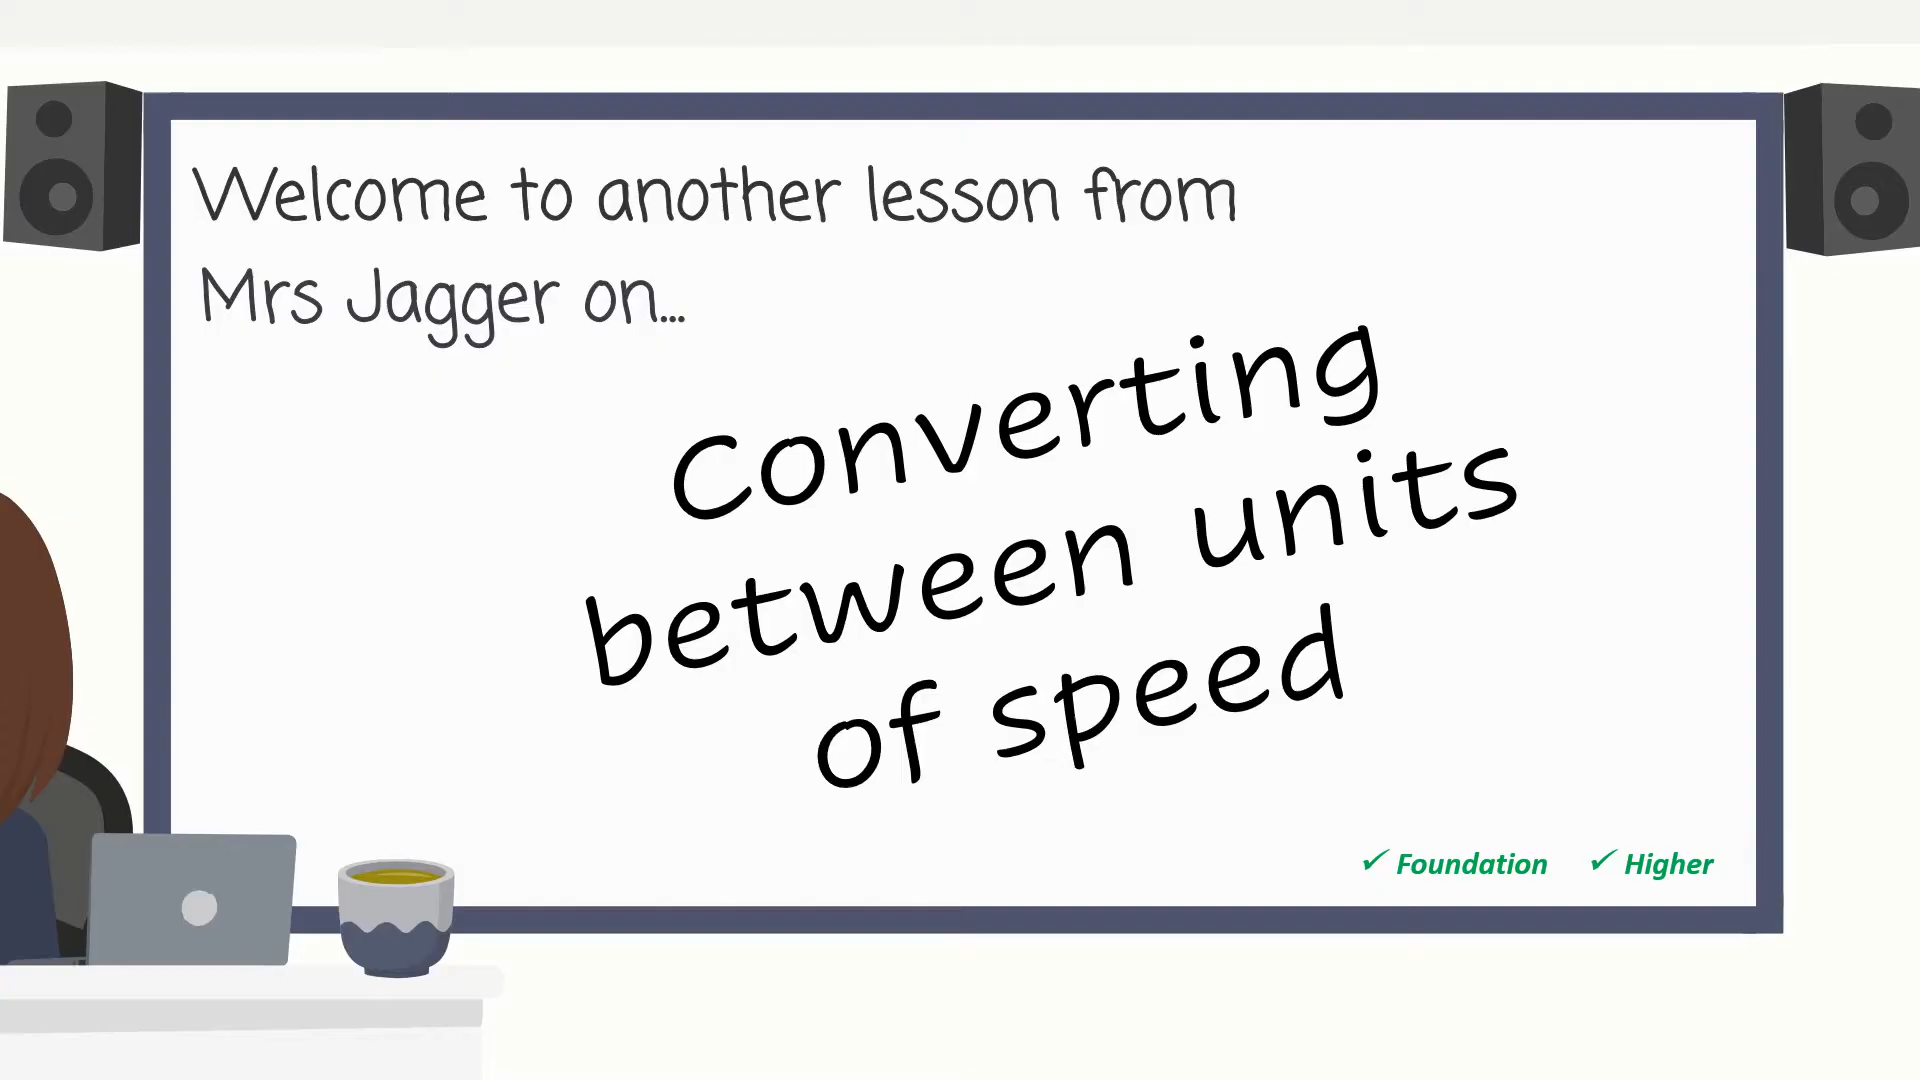 Welcome to another lesson from
Mrs Jagger on...
Converting
between units
of speed
✓ Foundation ✓ Higher